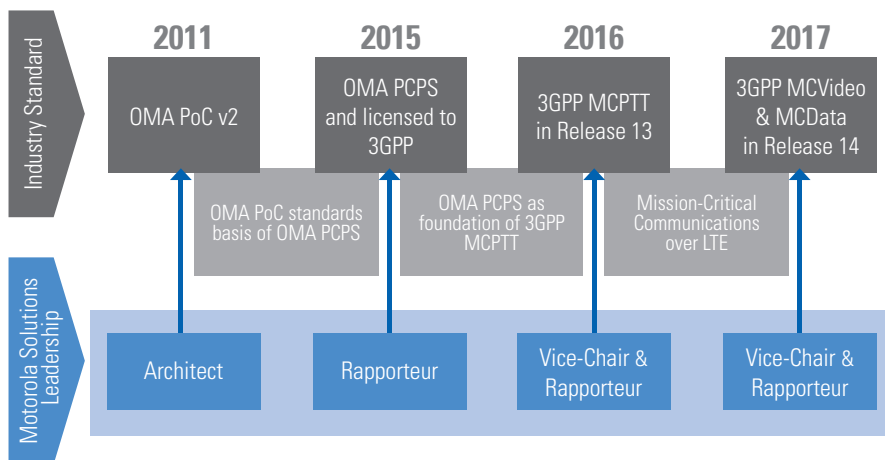 Industry Standard
2011
2015
2016
2017
OMA PoC v2
OMA PCPS
and licensed to
3GPP
3GPP MCPTT
in Release 13
3GPP MCVideo
& MCData
in Release 14
OMA PoC standards
basis of OMA PCPS
OMA PCPS as
foundation of 3GPP
MCPTT
Mission-Critical
Communications
over LTE
Motorola Solutions
Leadership
Architect
Rapporteur
Vice-Chair &
Rapporteur
Vice-Chair &
Rapporteur